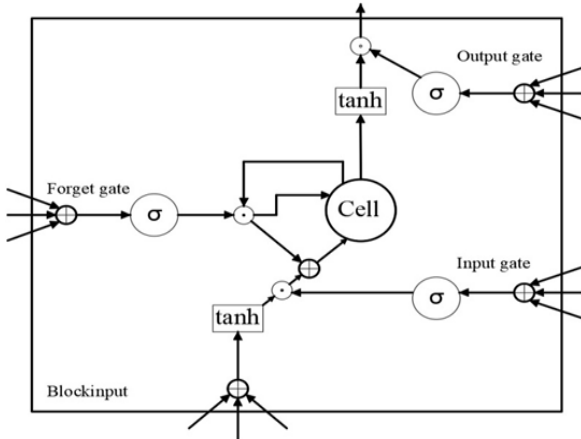 Output gate
σ
tanh
Forget gate
σ
Cell
Input gate
σ
tanh
Blockinput